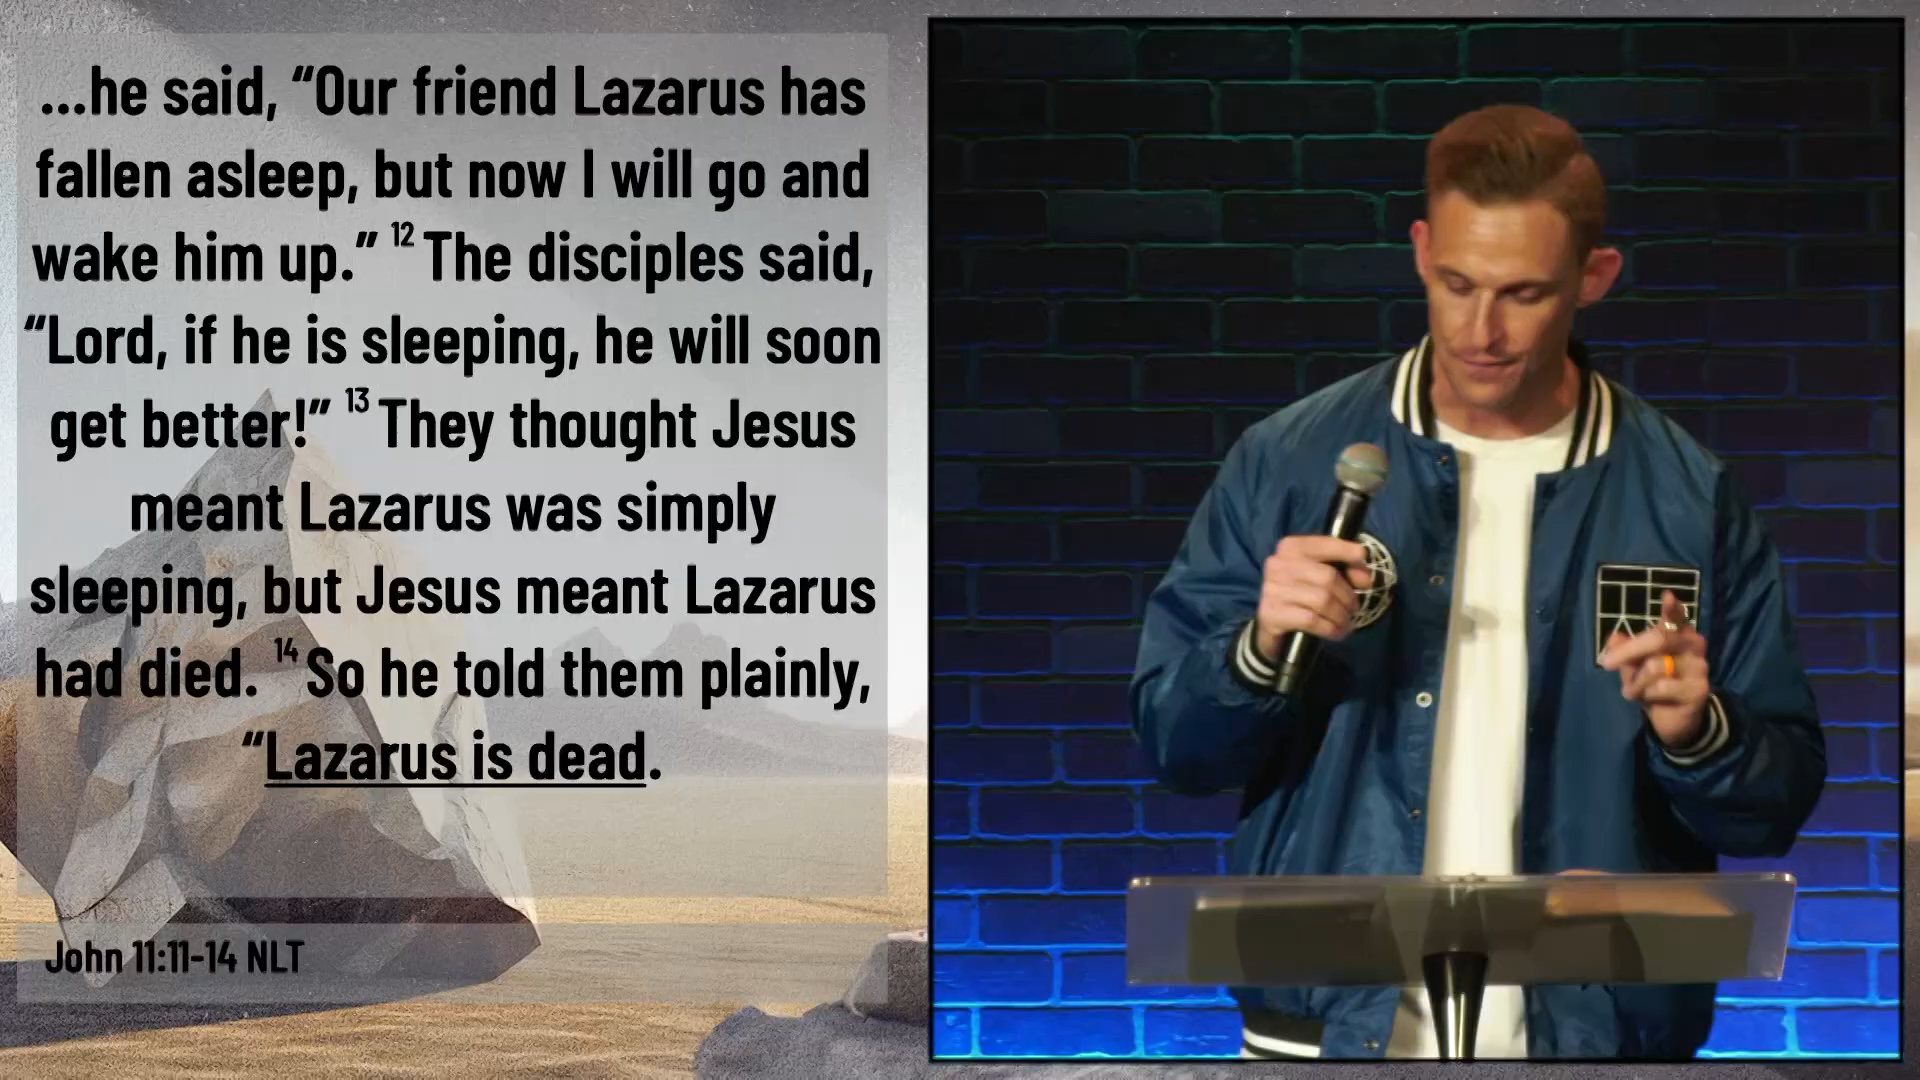 ...he said, “Our friend Lazarus has
fallen asleep, but now I will go and
wake him up.” 12 The disciples said,
“Lord, if he is sleeping, he will soon
get better!” 13 They thought Jesus
meant Lazarus was simply
sleeping, but Jesus meant Lazarus
had died. 14 So he told them plainly,
“Lazarus is dead.
John 11:11-14 NLT